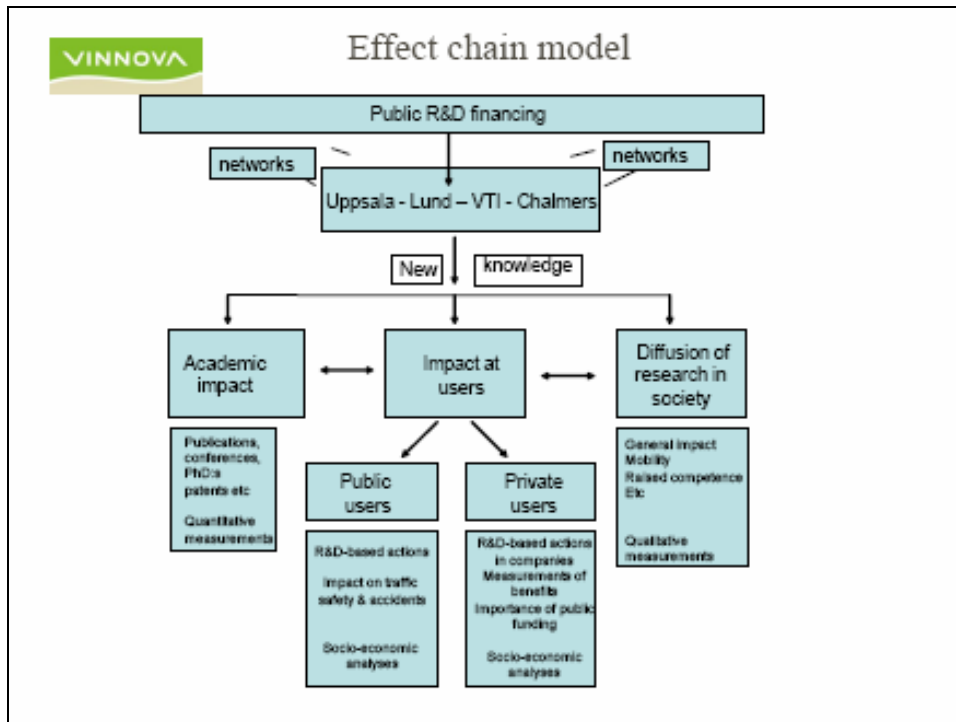 VINNOVA
Effect chain model
Public R&D financing
networks
networks
Uppsala - Lund – VTI - Chalmers
New
knowledge
Academic
impact
Impact at
users
Diffusion of
research in
society
Publications,
conferences,
PhD:s
patents etc
Quantitative
measurements
Public
users
Private
users
General impact
Mobility
Raised competence
Etc
Qualitative
measurements
R&D-based actions
Impact on traffic
safety & accidents
Socio-economic
analyses
R&D-based actions
in companies
Measurements of
benefits
Importance of public
funding
Socio-economic
analyses